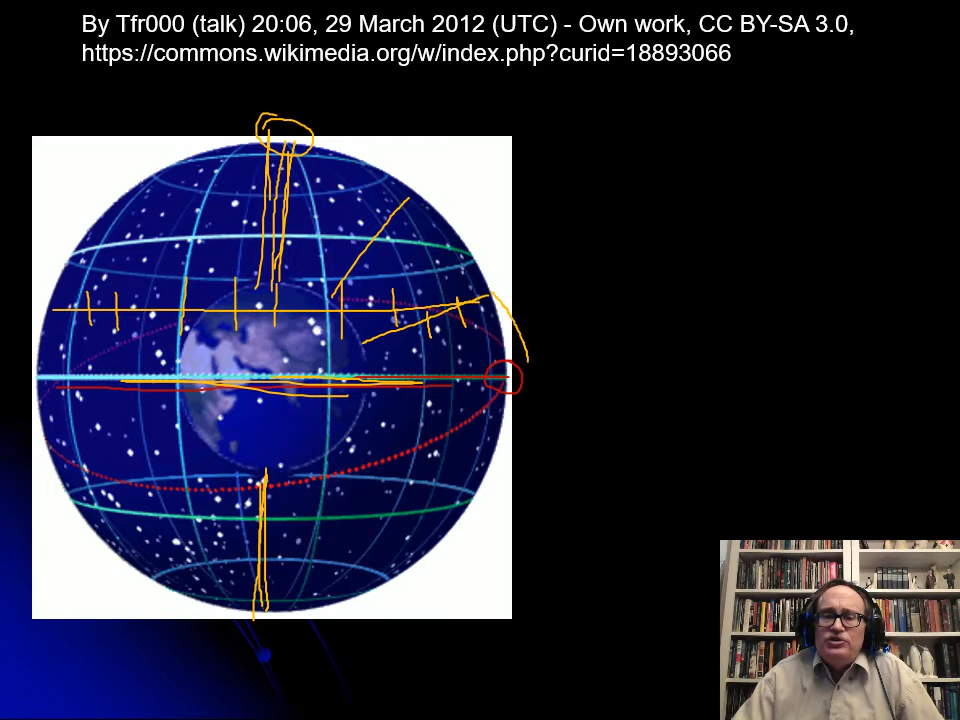 By Tfr000 (talk) 20:06, 29 March 2012 (UTC) - Own work, CC BY-SA 3.0,
https://commons.wikimedia.org/w/index.php?curid=18893066